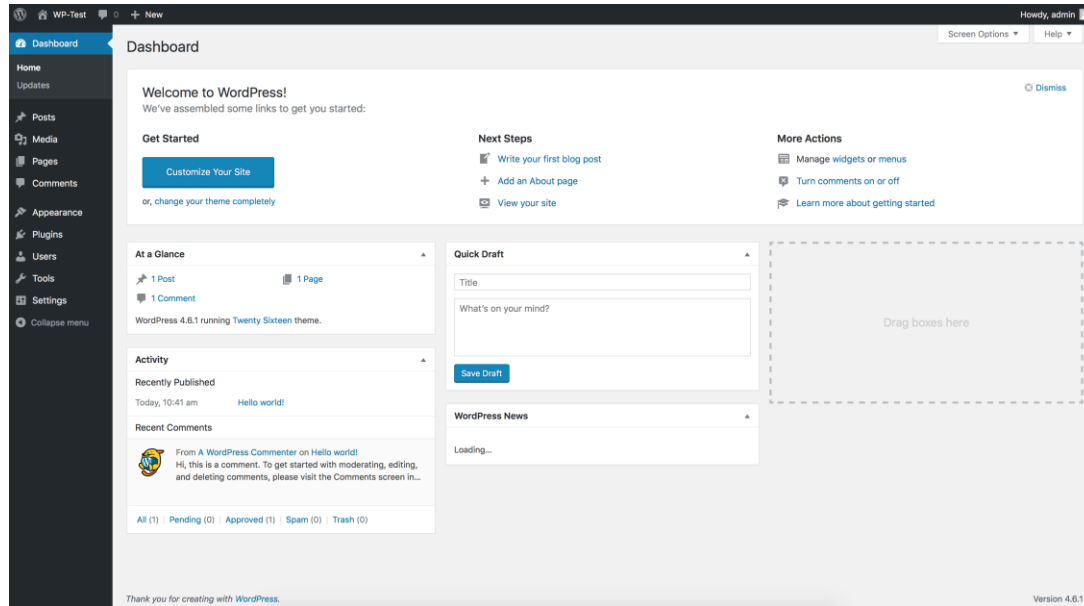 WP-Test 0 + New Howdy, admin
Dashboard
Home
Updates
Posts
Media
Pages
Comments
Appearance
Plugins
Users
Tools
Settings
Collapse menu
Screen Options ▼ Help ▼
Dashboard
Welcome to WordPress!
We've assembled some links to get you started:
Dismiss
Get Started
Customize Your Site
or, change your theme completely
Next Steps
Write your first blog post
Add an About page
View your site
More Actions
Manage widgets or menus
Turn comments on or off
Learn more about getting started
At a Glance
1 Post 1 Page
1 Comment
WordPress 4.6.1 running Twenty Sixteen theme.
Activity
Recently Published
Today, 10:41 am Hello world!
Recent Comments
From A WordPress Commenter on Hello world!
Hi, this is a comment. To get started with moderating, editing,
and deleting comments, please visit the Comments screen in...
All (1) | Pending (0) | Approved (1) | Spam (0) | Trash (0)
Quick Draft
Title
What's on your mind?
Save Draft
WordPress News
Loading...
Drag boxes here
Thank you for creating with WordPress. Version 4.6.1